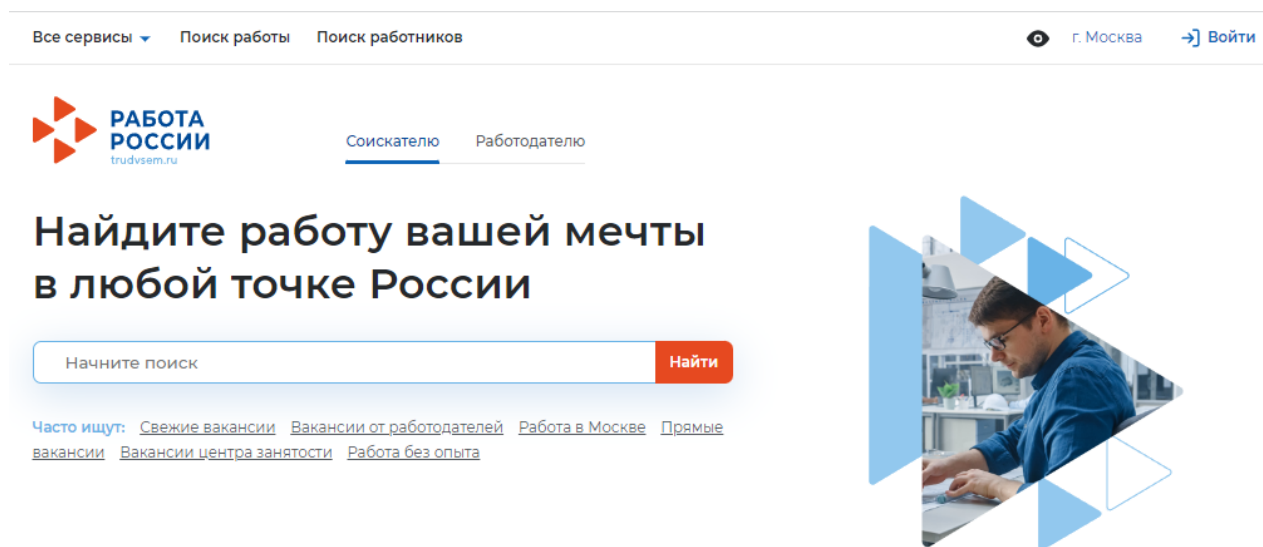 Все сервисы Поиск работы Поиск работников г. Москва Войти
РАБОТА
РОССИИ
trudvsem.ru
Соискателю Работодателю
Найдите работу вашей мечты
в любой точке России
Начните поиск Найти
Часто ищут: Свежие вакансии Вакансии от работодателей Работа в Москве Прямые
вакансии Вакансии центра занятости Работа без опыта